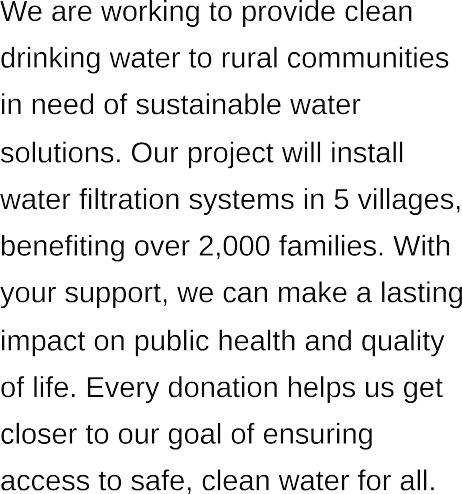 We are working to provide clean
drinking water to rural communities
in need of sustainable water
solutions. Our project will install
water filtration systems in 5 villages,
benefiting over 2,000 families. With
your support, we can make a lasting
impact on public health and quality
of life. Every donation helps us get
closer to our goal of ensuring
access to safe, clean water for all.